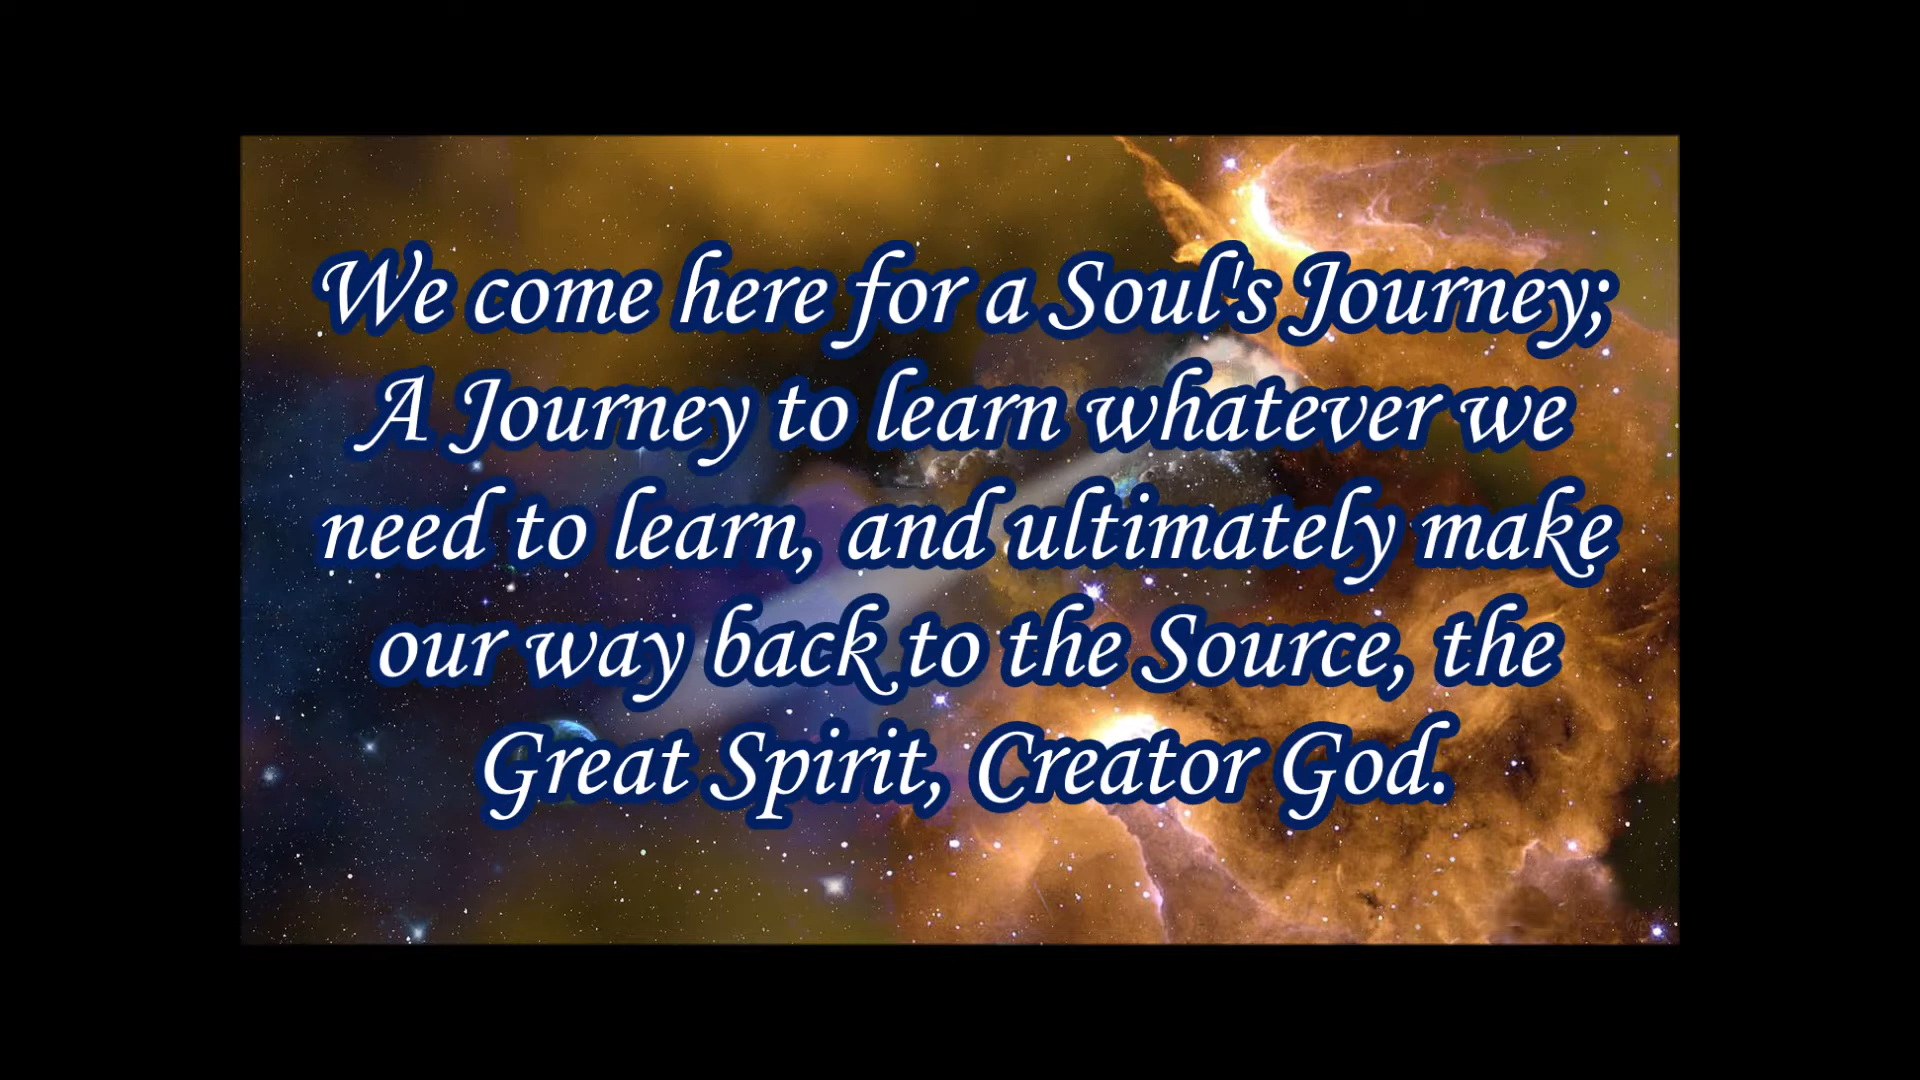 We come here for a Soul's Journey;
A Journey to learn whatever we
need to learn, and ultimately make
our way back to the Source, the
Great Spirit, Creator God.